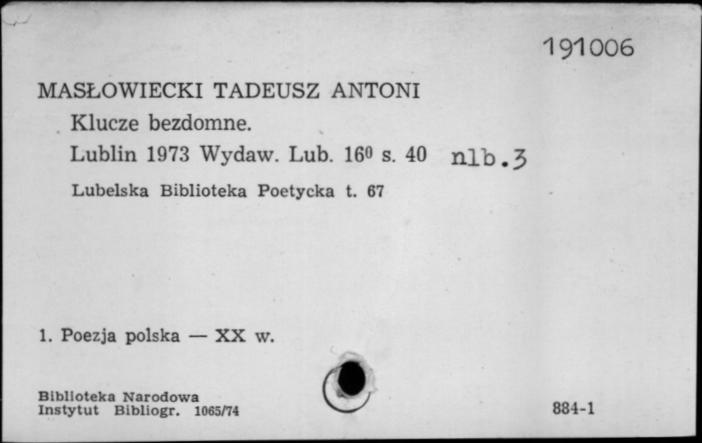 191006
MASŁOWIECKI TADEUSZ ANTONI
Klucze bezdomne.
Lublin 1973 Wydaw. Lub. 16⁰ s. 40 nlb.3
Lubelska Biblioteka Poetycka t. 67
1. Poezja polska — XX w.
Biblioteka Narodowa
Instytut Bibliogr. 1065/74
884-1